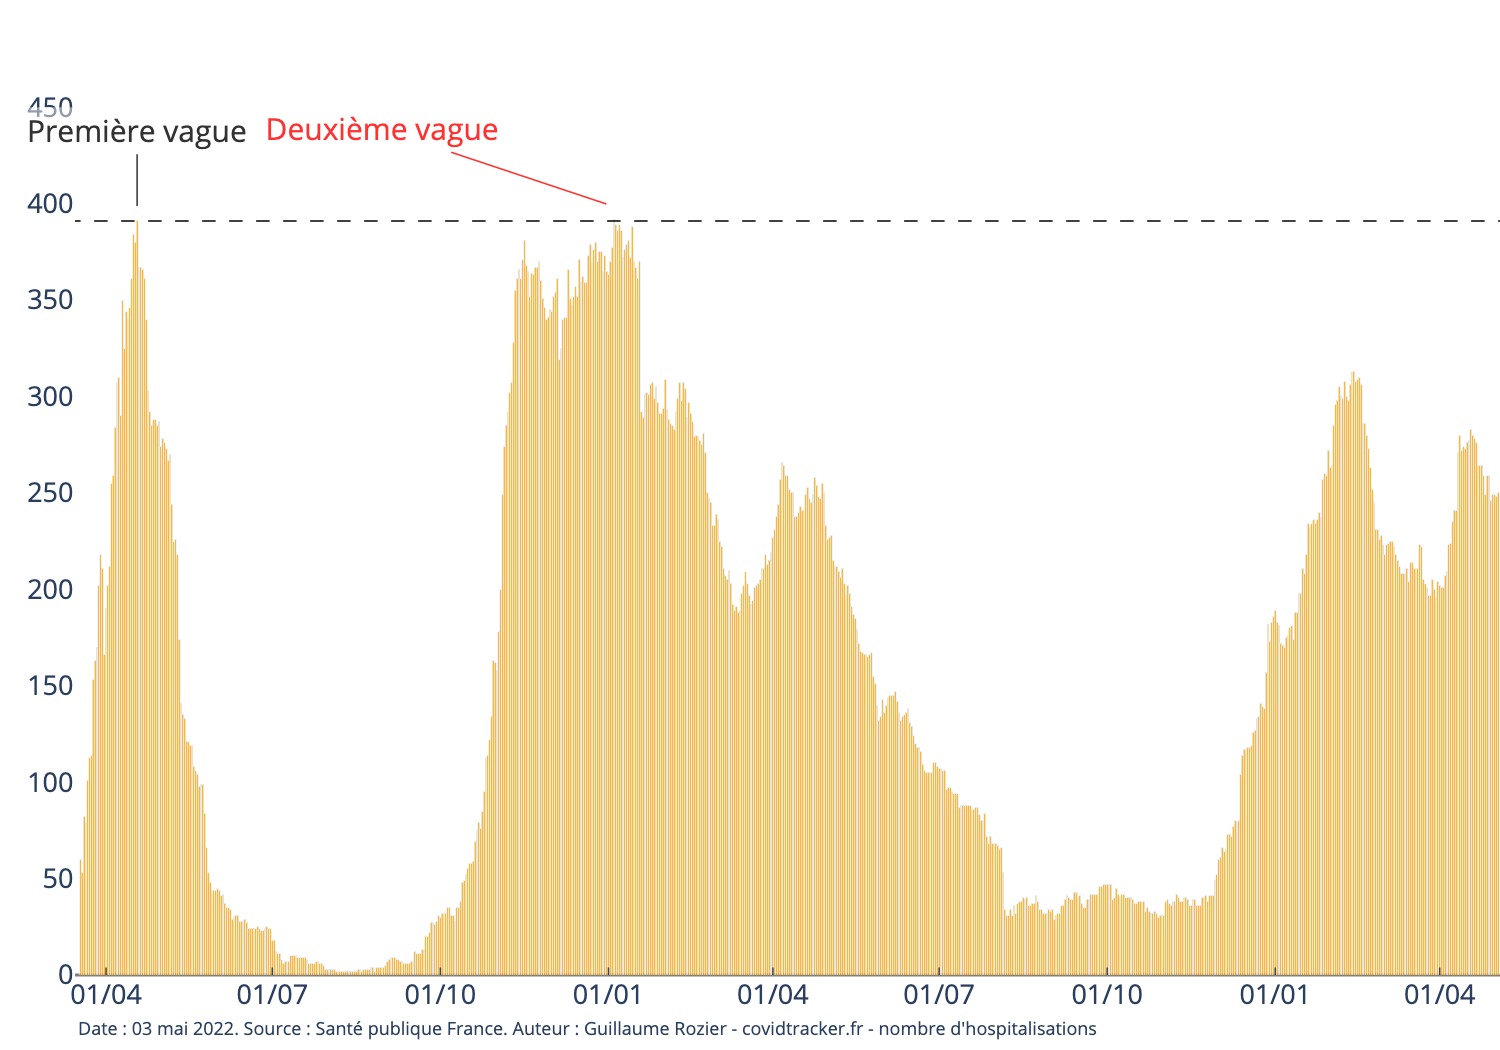 450
Première vague
Deuxième vague
400
350
300
250
200
150
100
50
0
01/04 01/07 01/10 01/01 01/04 01/07 01/10 01/01 01/04
Date : 03 mai 2022. Source : Santé publique France. Auteur : Guillaume Rozier - covidtracker.fr - nombre d'hospitalisations